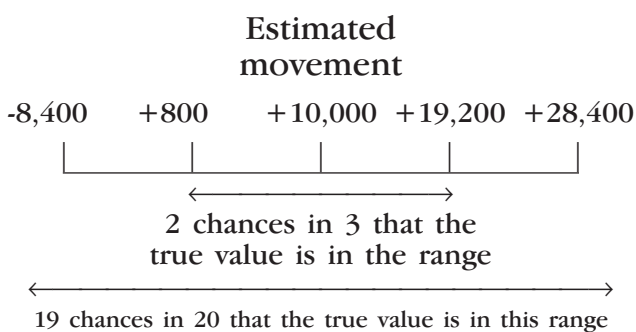 Estimated
movement
-8,400 +800 +10,000 +19,200 +28,400
2 chances in 3 that the
true value is in the range
19 chances in 20 that the true value is in this range